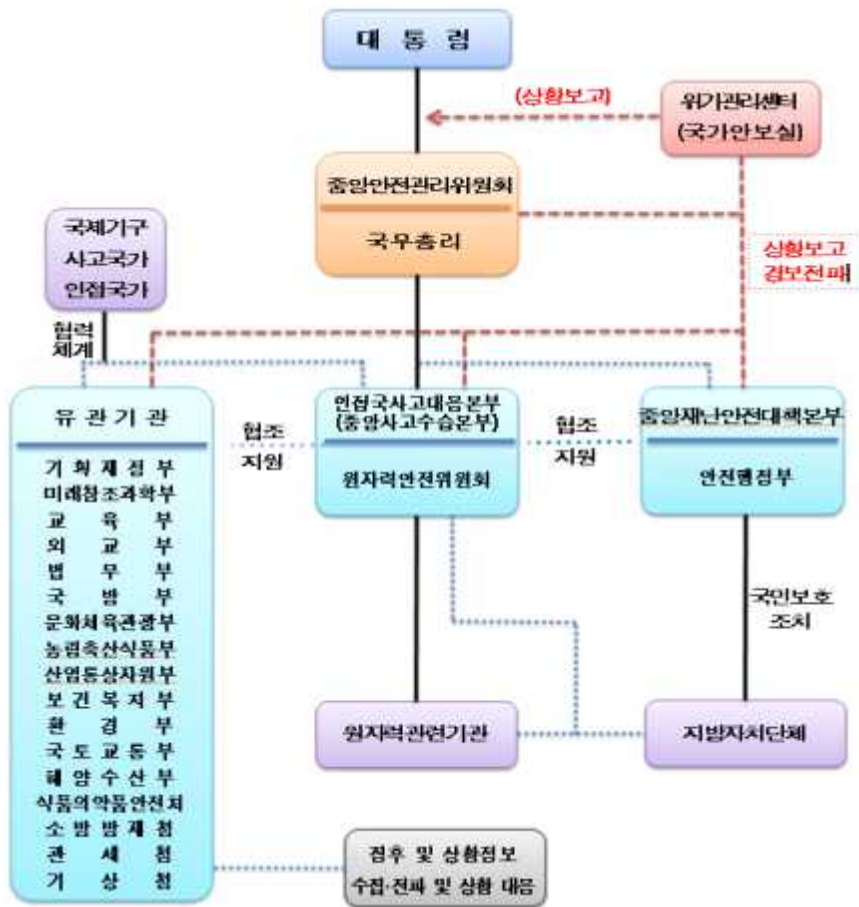 대 통 령
(상황보고)
위기관리센터
(국가안보실)
중앙안전관리위원회
국무총리
국제기구
사고국가
인접국가
상황보고
경보전파
협력
체계
유 관 기 관
기 획 재 정 부
미래창조과학부
교 육 부
외 교 부
법 무 부
국 방 부
문화체육관광부
농림축산식품부
산업통상자원부
보 건 복 지 부
환 경 부
국 토 교 통 부
해 양 수 산 부
식품의약품안전처
소 방 방 재 청
관 세 청
기 상 청
협조
지원
인접국사고대응본부
(중앙사고수습본부)
원자력안전위원회
협조
지원
중앙재난안전대책본부
안전행정부
국민보호
조치
원자력관련기관
지방자치단체
징후 및 상황정보
수집·전파 및 상황 대응